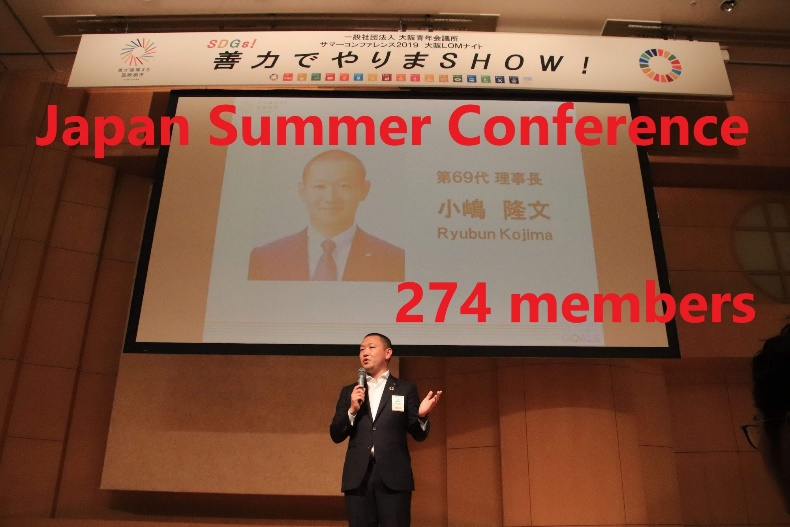 一般社団法人 大阪青年会議所
サマーコンファレンス2019 大阪LOMナイト
SDGs!
善力でやりまSHOW!
Japan Summer Conference
第69代 理事長
小嶋 隆文
Ryubun Kojima
274 members